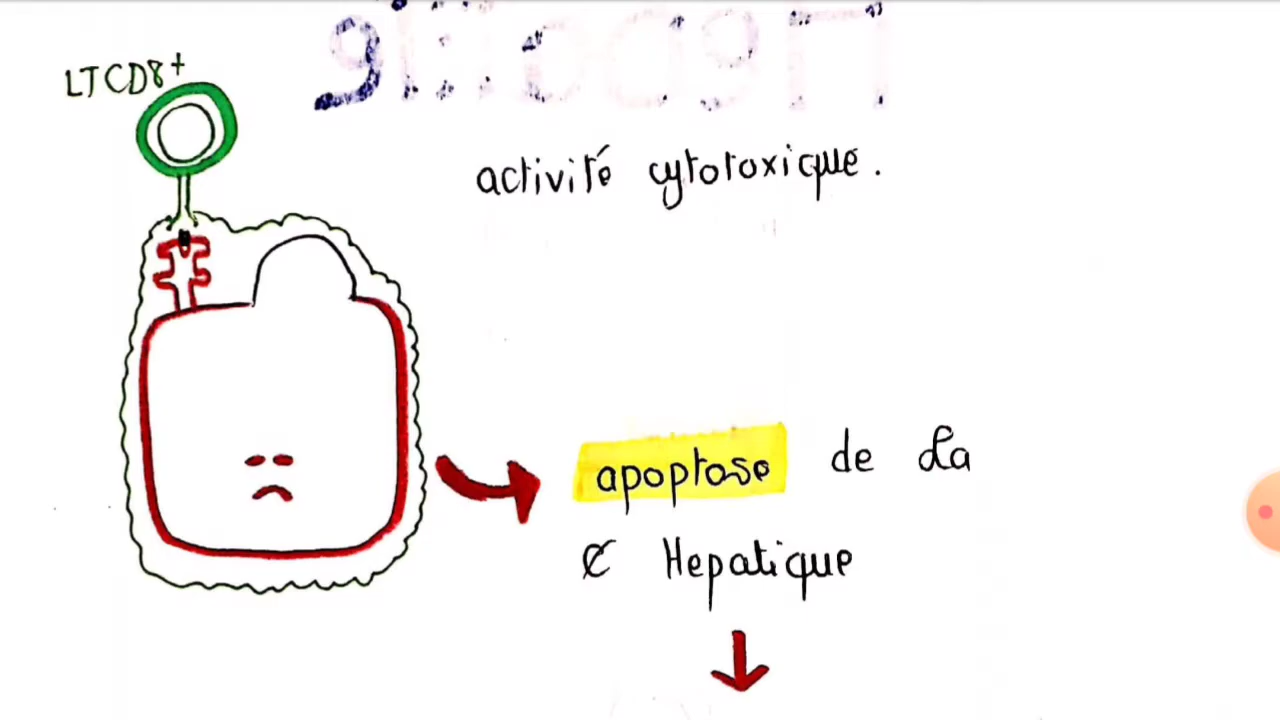 LTCD8+
activité cytotoxique.
apoptose de la
₡ Hepatique